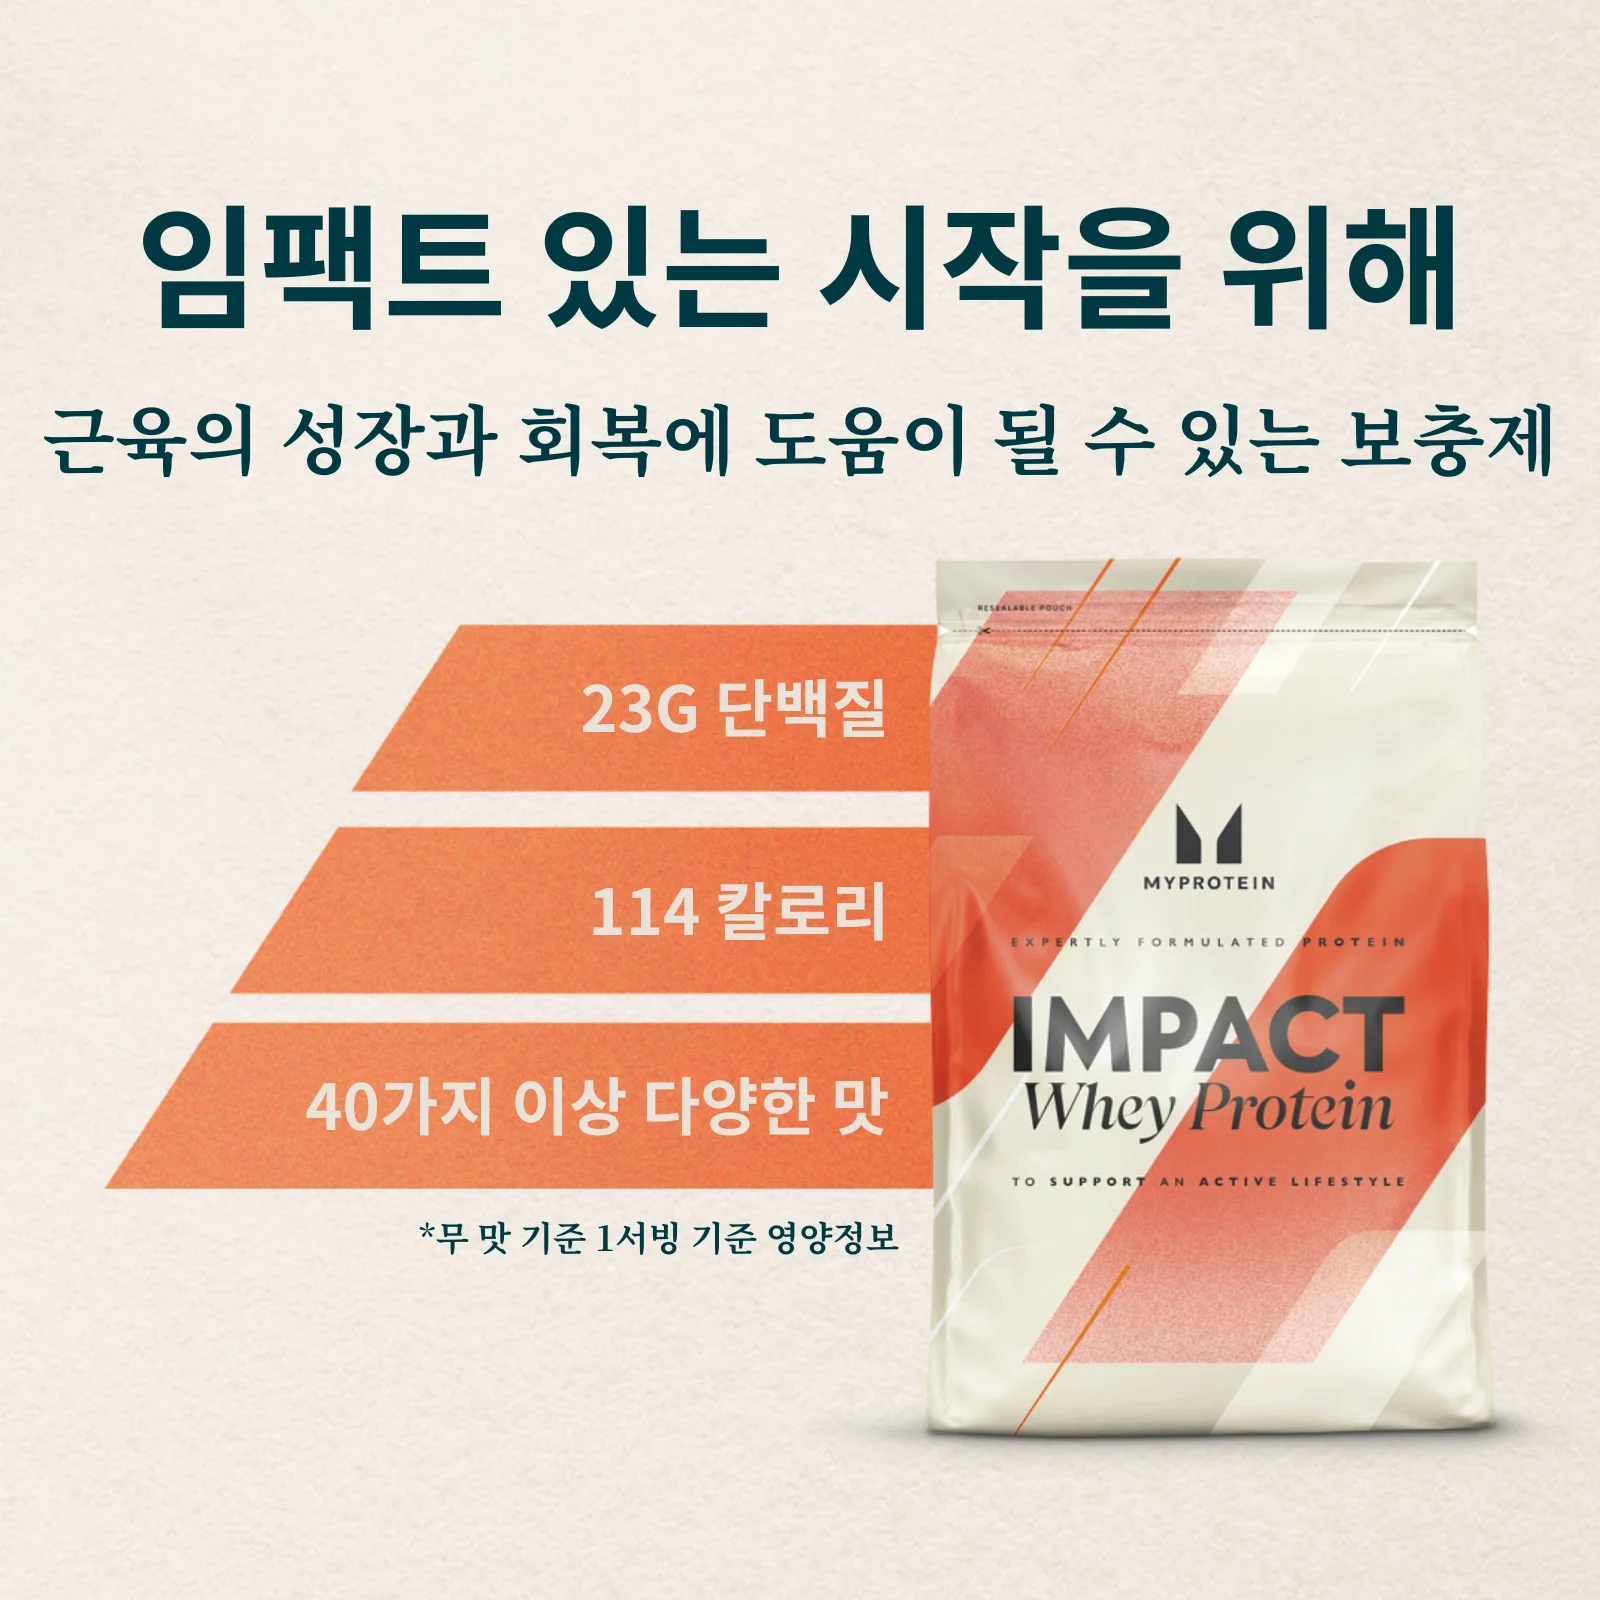 임팩트 있는 시작을 위해
근육의 성장과 회복에 도움이 될 수 있는 보충제
23G 단백질
114 칼로리
40가지 이상 다양한 맛
*무 맛 기준 1서빙 기준 영양정보
RESEALABLE POUCH
MYPROTEIN
EXPERTLY FORMULATED PROTEIN
IMPACT
Whey Protein
TO SUPPORT AN ACTIVE LIFESTYLE